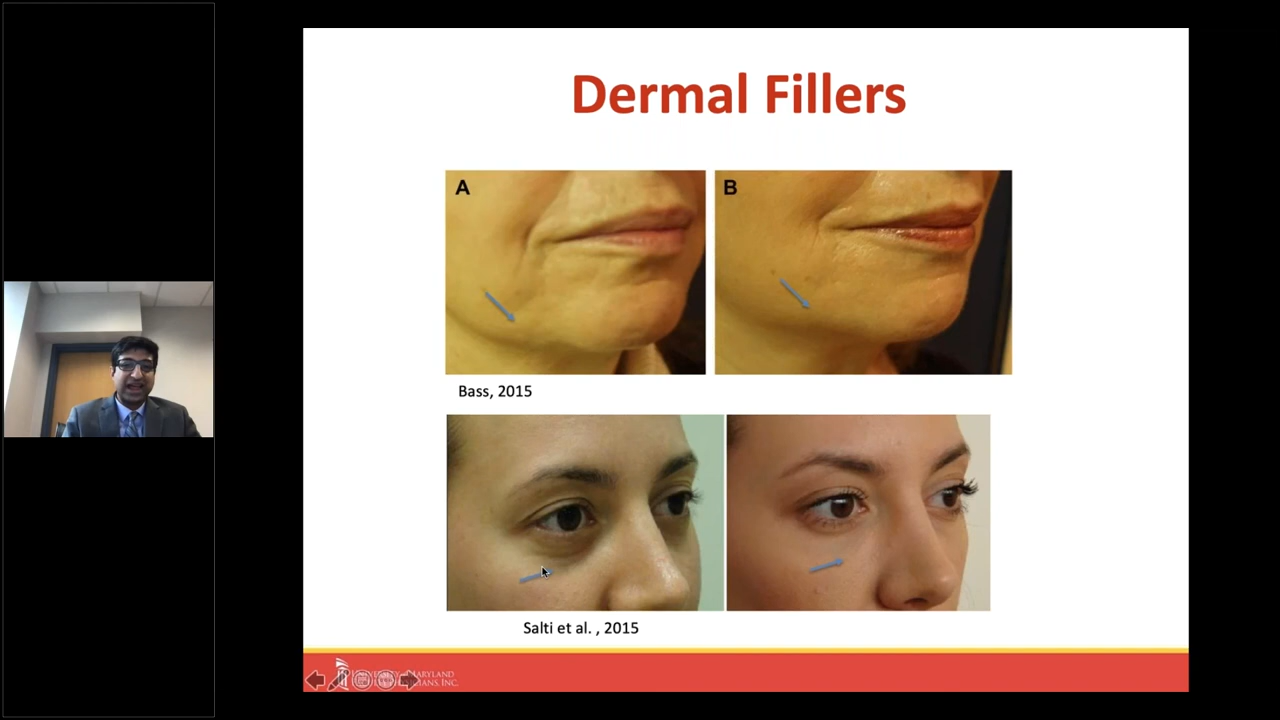 Dermal Fillers
A
B
Bass, 2015
Salti et al. , 2015